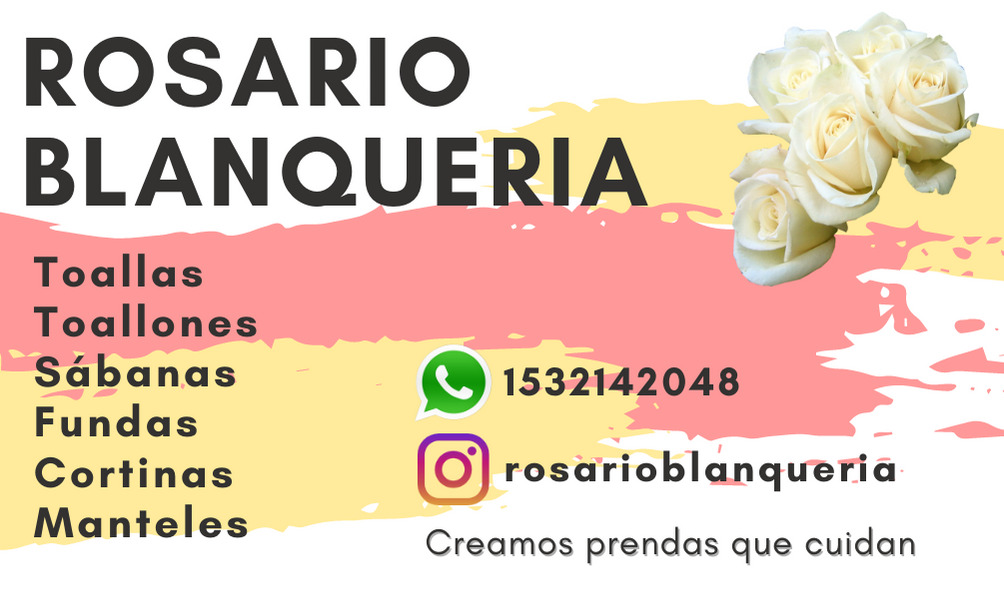 ROSARIO
BLANQUERIA
Toallas
Toallones
Sábanas
Fundas
Cortinas
Manteles
1532142048
rosarioblanqueria
Creamos prendas que cuidan